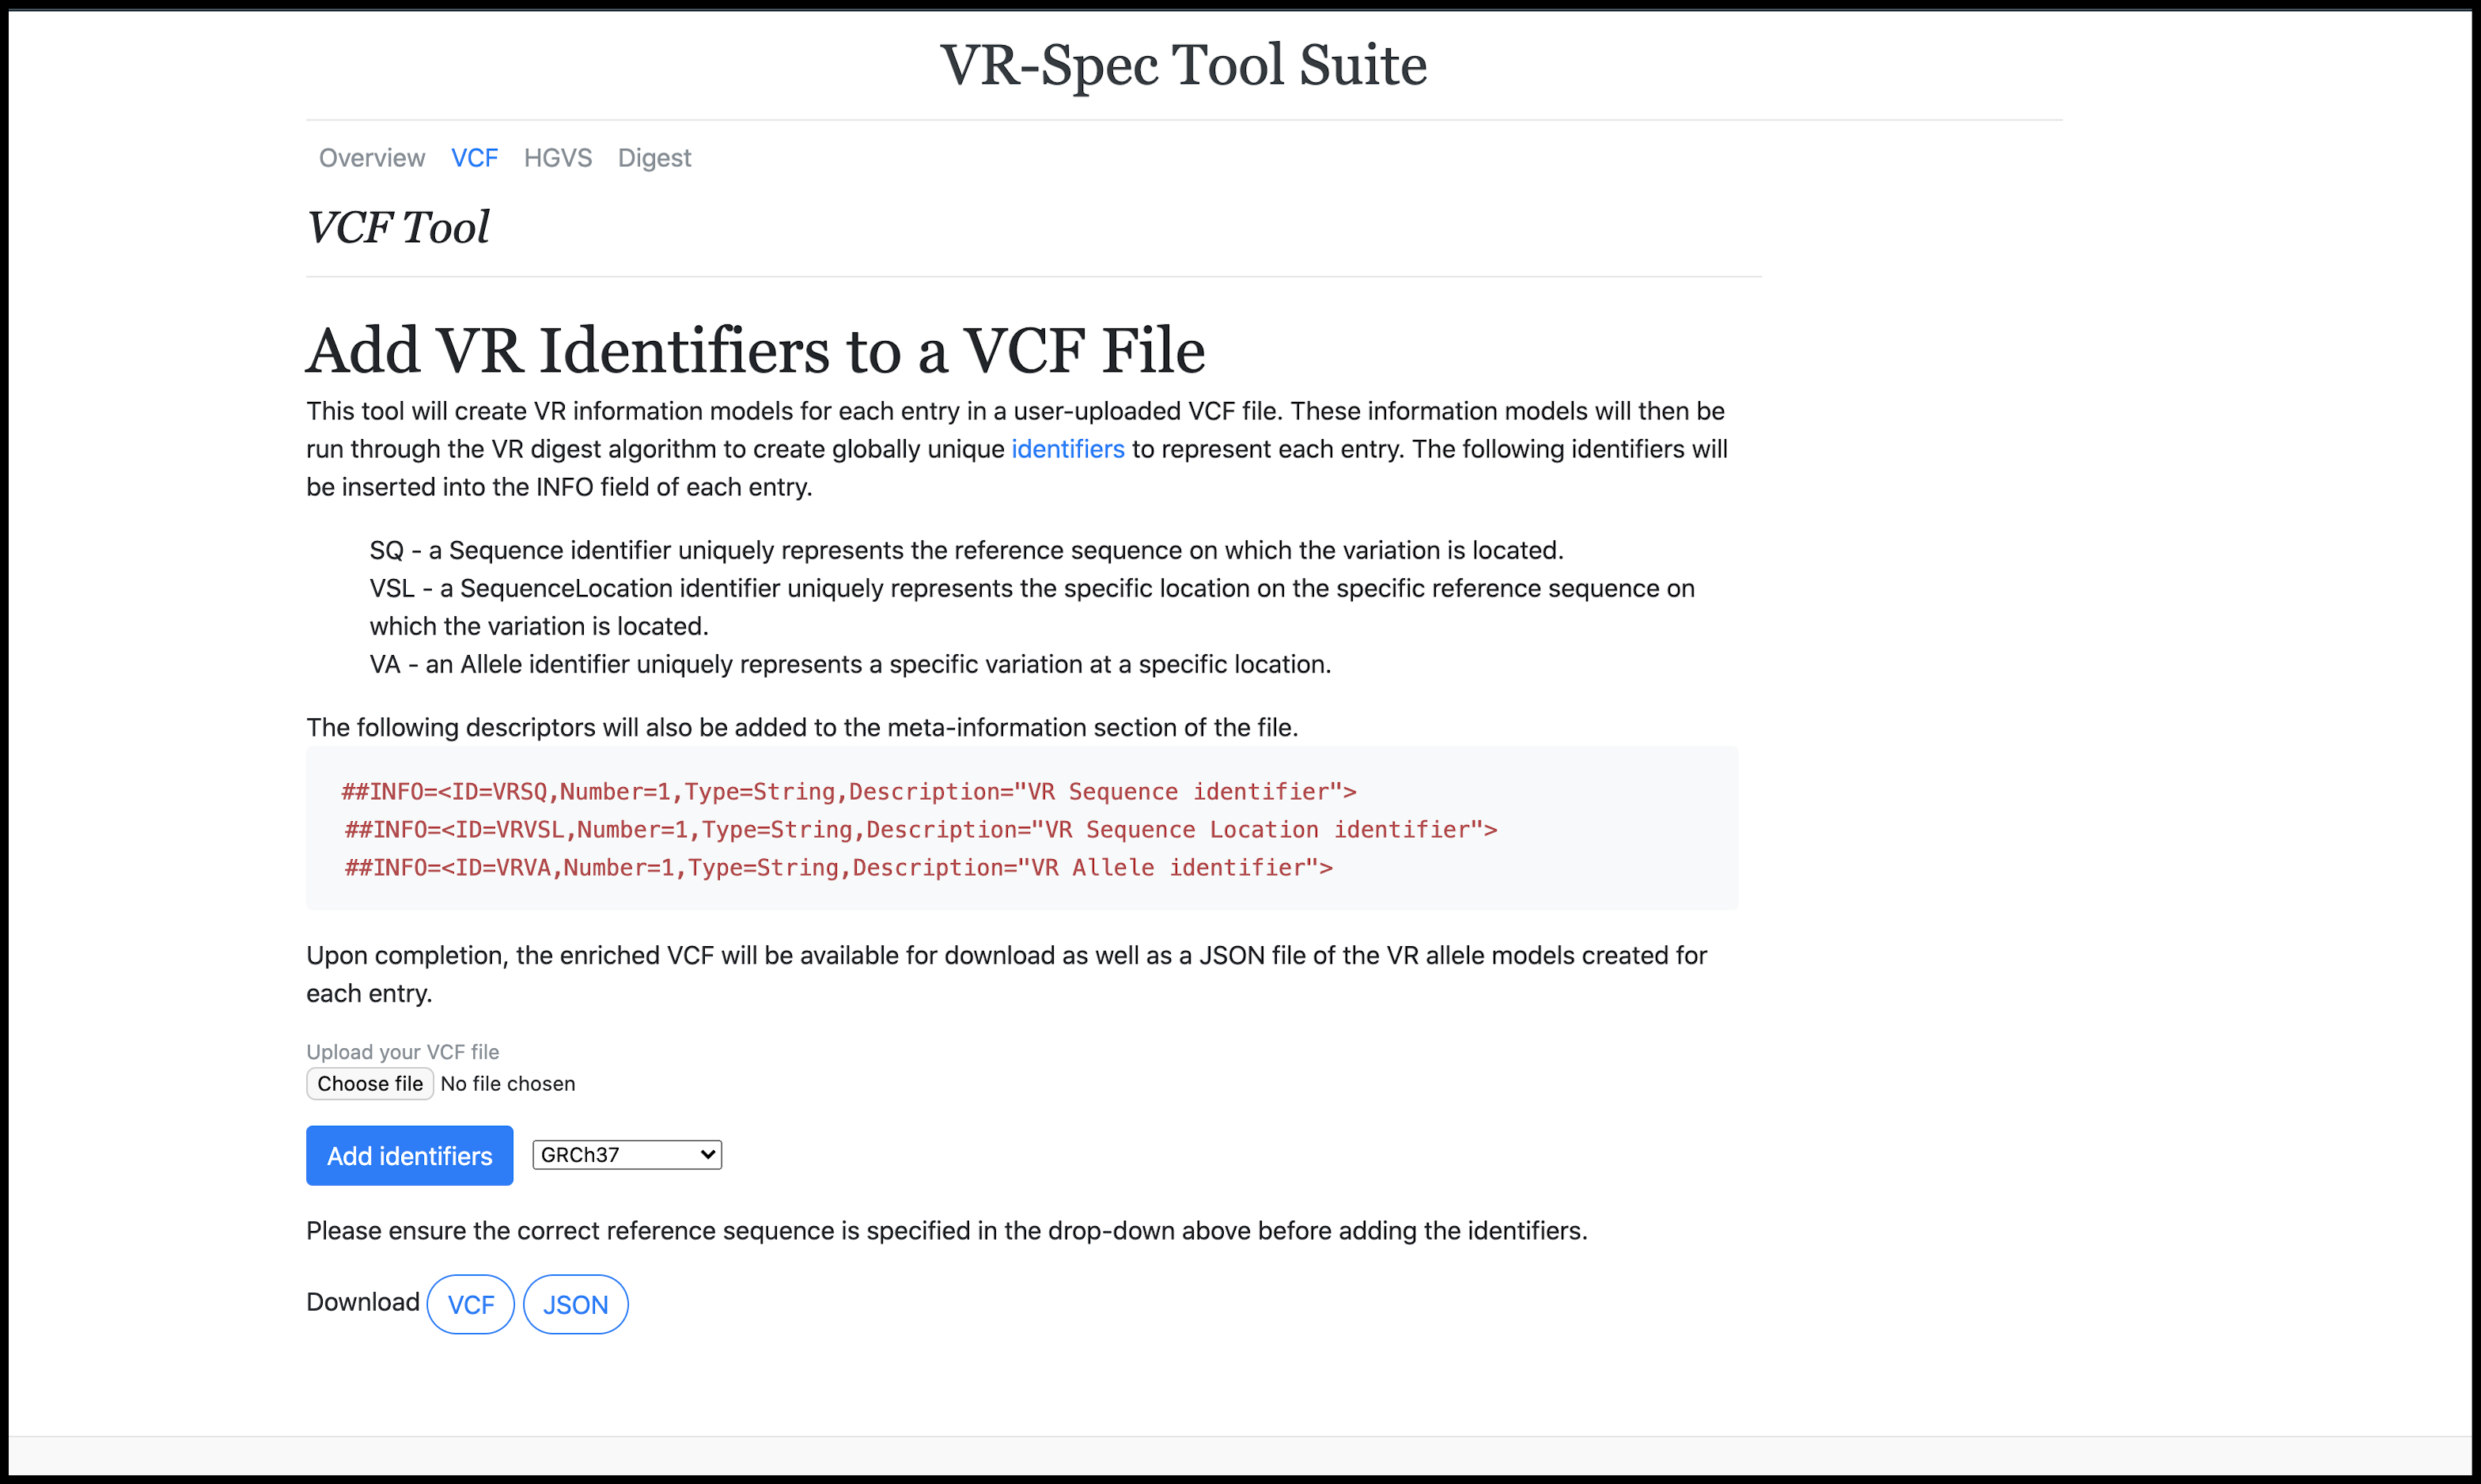 VR-Spec Tool Suite
Overview VCF HGVS Digest
VCF Tool
Add VR Identifiers to a VCF File
This tool will create VR information models for each entry in a user-uploaded VCF file. These information models will then be
run through the VR digest algorithm to create globally unique identifiers to represent each entry. The following identifiers will
be inserted into the INFO field of each entry.
SQ - a Sequence identifier uniquely represents the reference sequence on which the variation is located.
VSL - a SequenceLocation identifier uniquely represents the specific location on the specific reference sequence on
which the variation is located.
VA - an Allele identifier uniquely represents a specific variation at a specific location.
The following descriptors will also be added to the meta-information section of the file.
##INFO=<ID=VRSQ,Number=1,Type=String,Description="VR Sequence identifier">
##INFO=<ID=VRVSL,Number=1,Type=String,Description="VR Sequence Location identifier">
##INFO=<ID=VRVA,Number=1,Type=String,Description="VR Allele identifier">
Upon completion, the enriched VCF will be available for download as well as a JSON file of the VR allele models created for
each entry.
Upload your VCF file
Choose file No file chosen
Add identifiers GRCh37
Please ensure the correct reference sequence is specified in the drop-down above before adding the identifiers.
Download VCF JSON